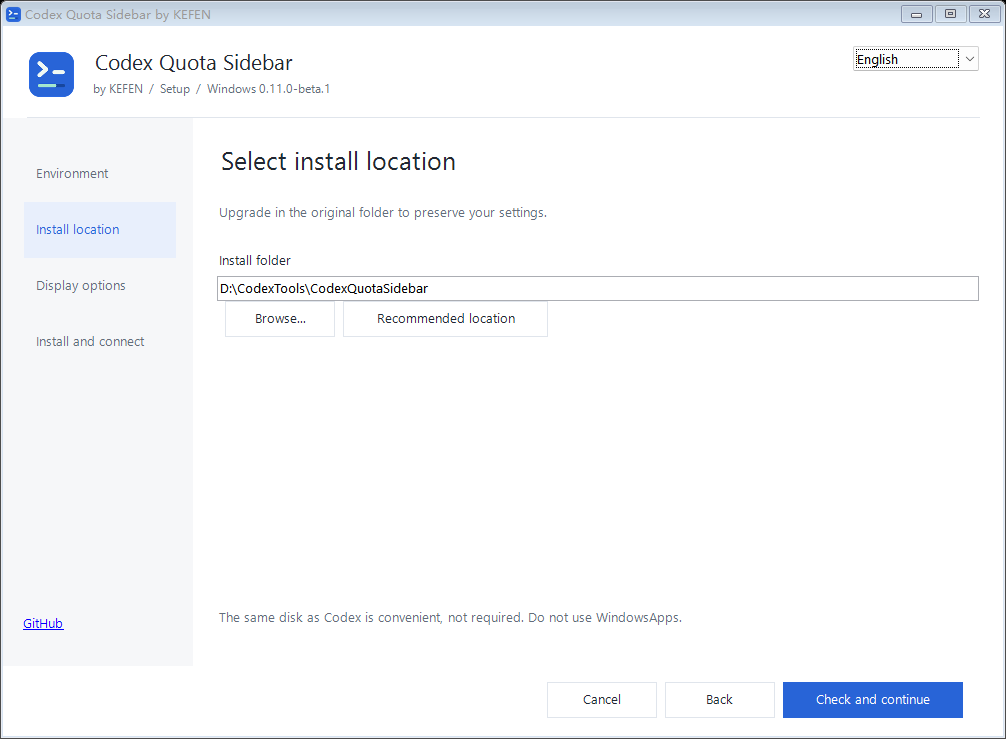 Codex Quota Sidebar by KEFEN
Codex Quota Sidebar
by KEFEN / Setup / Windows 0.11.0-beta.1
English
Environment
Install location
Display options
Install and connect
GitHub
Select install location
Upgrade in the original folder to preserve your settings.
Install folder
D:\CodexTools\CodexQuotaSidebar
Browse... Recommended location
The same disk as Codex is convenient, not required. Do not use WindowsApps.
Cancel Back Check and continue